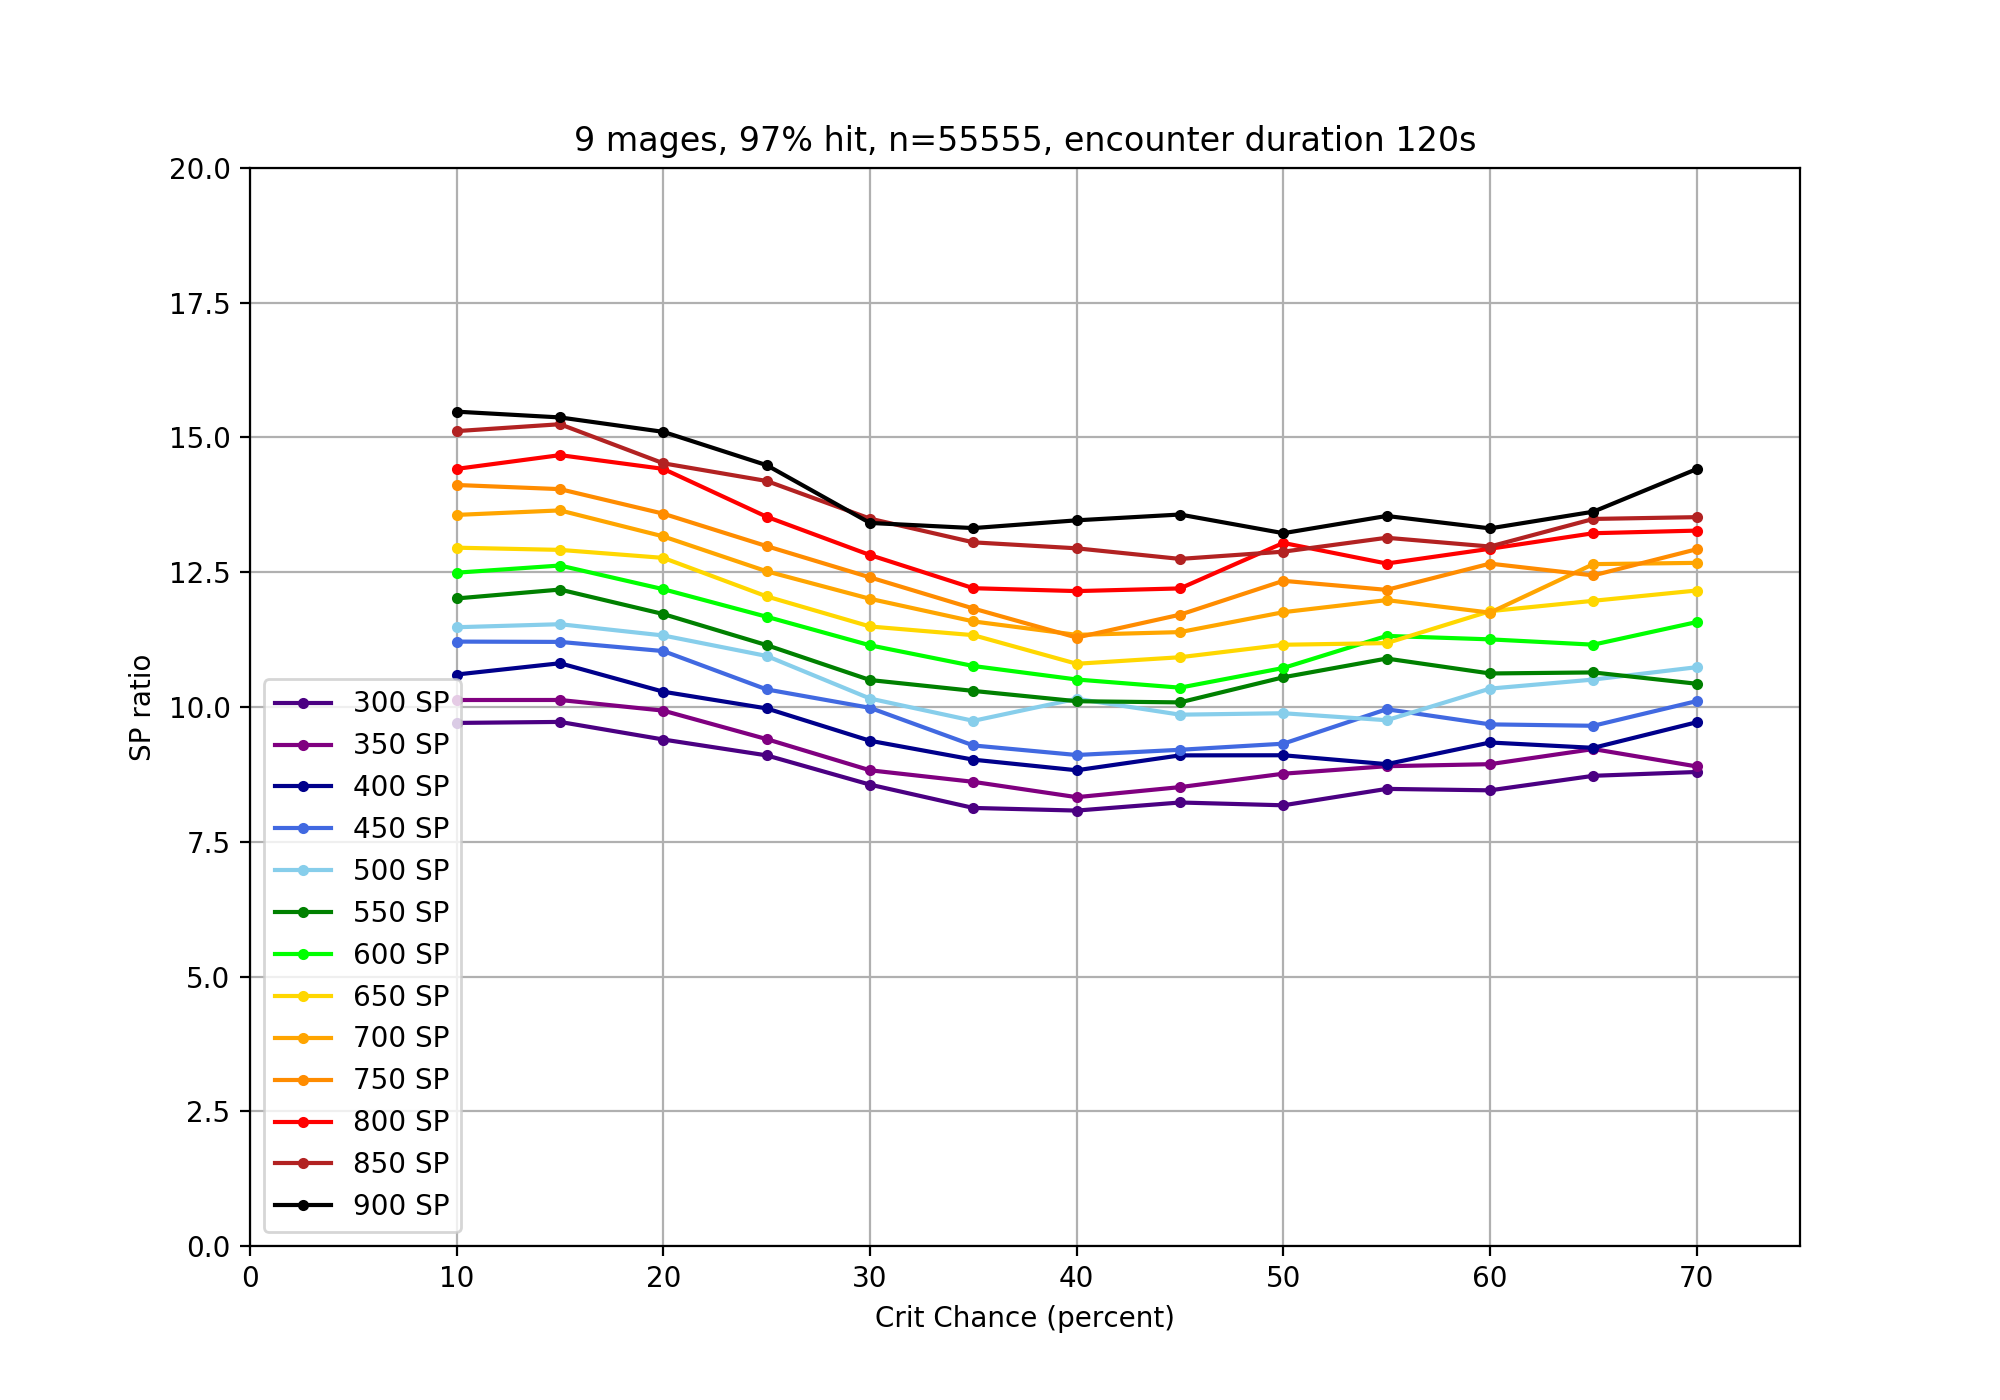 9 mages, 97% hit, n=55555, encounter duration 120s
20.0
17.5
15.0
12.5
10.0
7.5
5.0
2.5
0.0
SP ratio
300 SP
350 SP
400 SP
450 SP
500 SP
550 SP
600 SP
650 SP
700 SP
750 SP
800 SP
850 SP
900 SP
0 10 20 30 40 50 60 70
Crit Chance (percent)